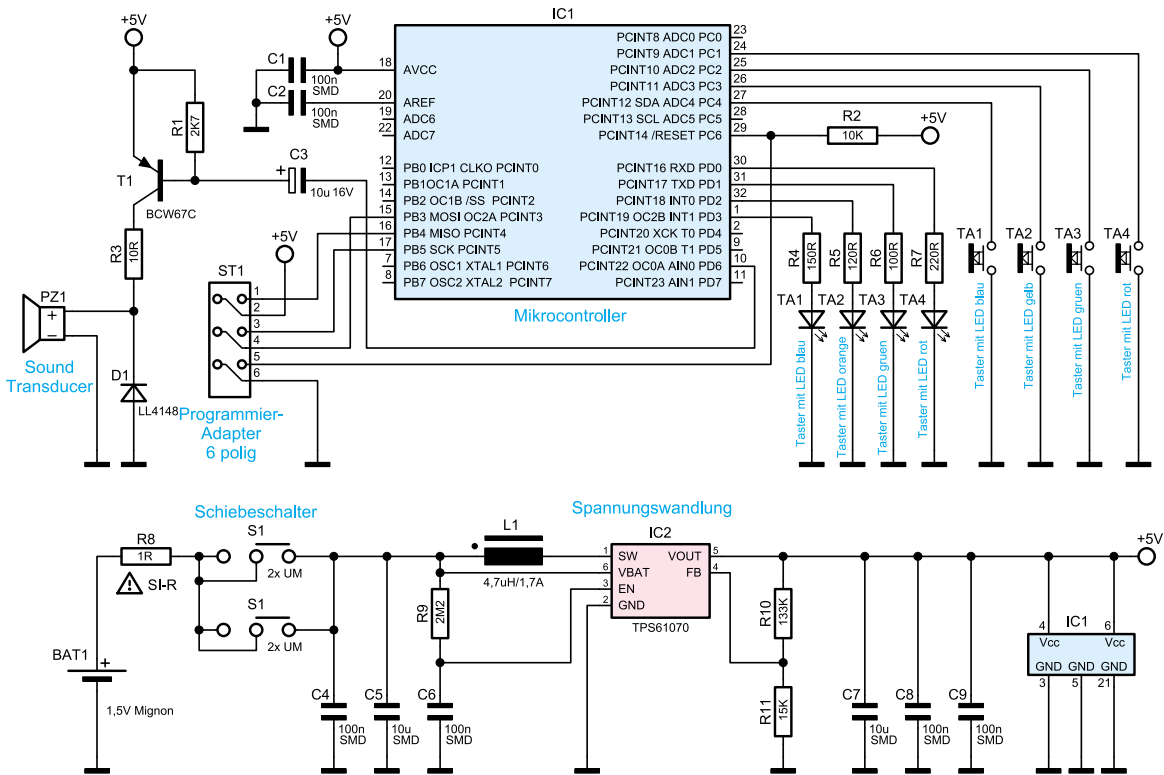 IC1
+5V
+5V
C1
100n
SMD
C2
100n
SMD
R1
2K7
T1
BCW67C
C3
+
10u 16V
R3
10R
PZ1
+
−
Sound
Transducer
D1
LL4148
ST1
+5V
1
2
3
4
5
6
Programmier-
Adapter
6 polig
18 AVCC
20 AREF
19 ADC6
22 ADC7
12 PB0 ICP1 CLKO PCINT0
13 PB1OC1A PCINT1
14 PB2 OC1B /SS PCINT2
15 PB3 MOSI OC2A PCINT3
16 PB4 MISO PCINT4
17 PB5 SCK PCINT5
7 PB6 OSC1 XTAL1 PCINT6
8 PB7 OSC2 XTAL2 PCINT7
PCINT8 ADC0 PC0 23
PCINT9 ADC1 PC1 24
PCINT10 ADC2 PC2 25
PCINT11 ADC3 PC3 26
PCINT12 SDA ADC4 PC4 27
PCINT13 SCL ADC5 PC5 28
PCINT14 /RESET PC6 29
PCINT16 RXD PD0 30
PCINT17 TXD PD1 31
PCINT18 INT0 PD2 32
PCINT19 OC2B INT1 PD3 1
PCINT20 XCK T0 PD4 2
PCINT21 OC0B T1 PD5 9
PCINT22 OC0A AIN0 PD6 10
PCINT23 AIN1 PD7 11
Mikrocontroller
R2
10K
+5V
R4
150R
R5
120R
R6
100R
R7
220R
TA1
TA2
TA3
TA4
Taster mit LED blau
Taster mit LED orange
Taster mit LED gruen
Taster mit LED rot
TA1
TA2
TA3
TA4
Taster mit LED blau
Taster mit LED gelb
Taster mit LED gruen
Taster mit LED rot
Schiebeschalter
Spannungswandlung
R8
1R
SI-R
S1
2x UM
S1
2x UM
BAT1
+
1,5V Mignon
L1
4,7uH/1,7A
R9
2M2
C4
100n
SMD
C5
10u
SMD
C6
100n
SMD
IC2
1 SW
6 VBAT
3 EN
2 GND
VOUT 5
FB 4
TPS61070
R10
133K
R11
15K
C7
10u
SMD
C8
100n
SMD
C9
100n
SMD
+5V
IC1
4
6
Vcc
Vcc
GND GND GND
3
5
21